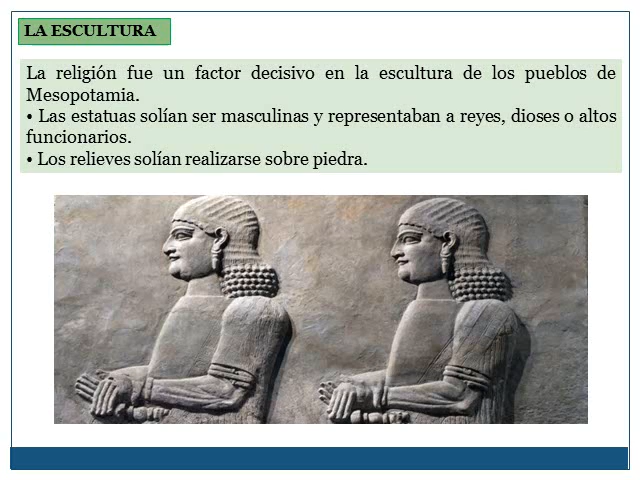 LA ESCULTURA
La religión fue un factor decisivo en la escultura de los pueblos de
Mesopotamia.
• Las estatuas solían ser masculinas y representaban a reyes, dioses o altos
funcionarios.
• Los relieves solían realizarse sobre piedra.